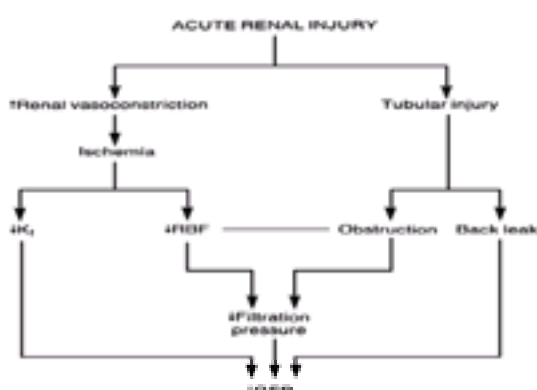 ACUTE RENAL INJURY
↑Renal vasoconstriction Tubular injury
Ischemia
↓Kf ↓RBF Obstruction Back leak
↓Filtration
pressure
↓GFR